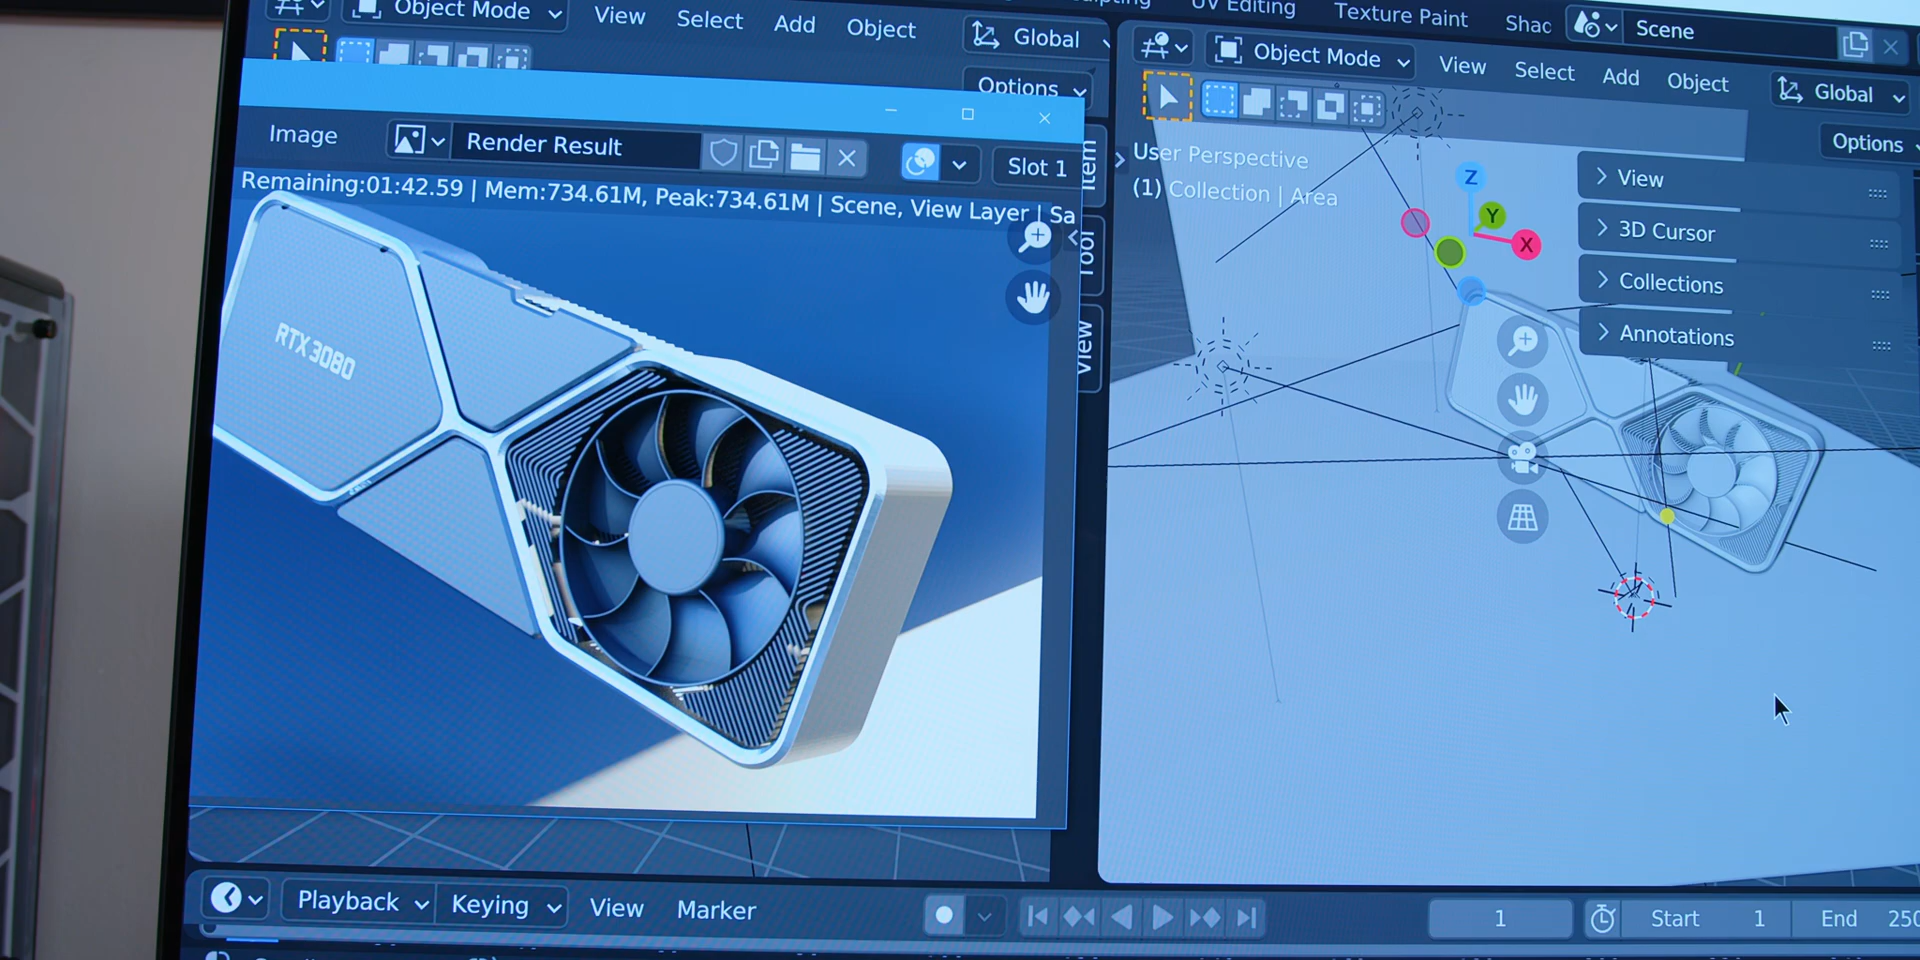 Object Mode View Select Add Object Global
Options
Image Render Result Slot 1
Remaining:01:42.59 | Mem:734.61M, Peak:734.61M | Scene, View Layer | Sa
RTX 3080
Item
Tool
View
UV Editing Texture Paint Shac Scene
Object Mode View Select Add Object Global
Options
User Perspective
(1) Collection | Area
Z
Y
X
View
3D Cursor
Collections
Annotations
Playback Keying View Marker 1 Start 1 End 250